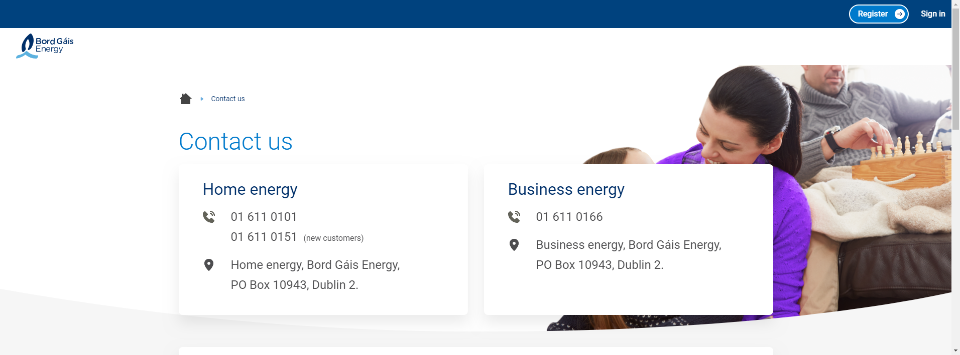 Register
Sign in
Bord Gáis
Energy
Contact us
Contact us
Home energy
01 611 0101
01 611 0151 (new customers)
Home energy, Bord Gáis Energy,
PO Box 10943, Dublin 2.
Business energy
01 611 0166
Business energy, Bord Gáis Energy,
PO Box 10943, Dublin 2.